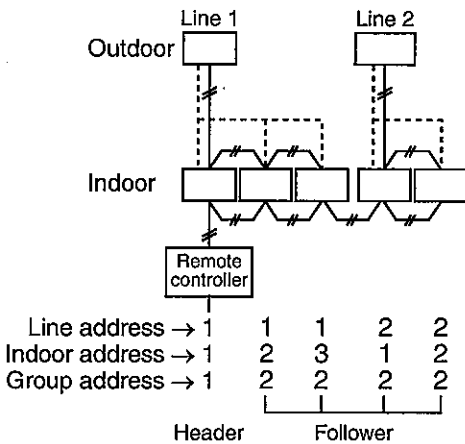 Line 1 Line 2
Outdoor
Indoor
Remote
controller
Line address → 1 1 1 2 2
Indoor address → 1 2 3 1 2
Group address → 1 2 2 2 2
Header Follower